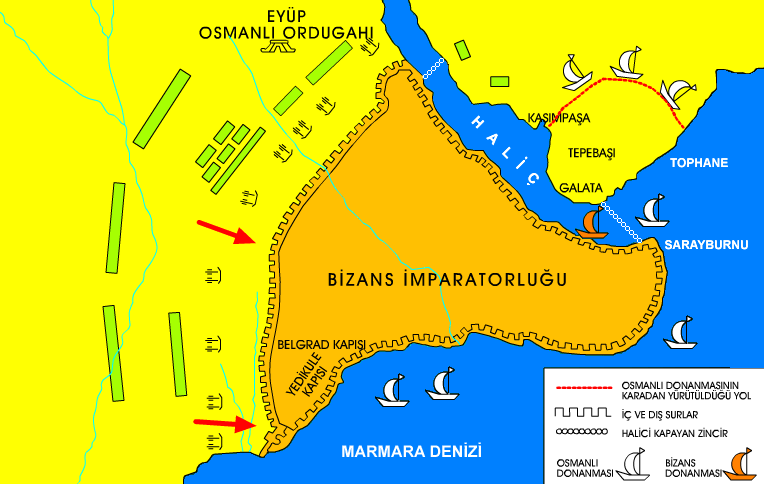 EYÜP
OSMANLI ORDUGAHI
KASIMPAŞA
HALİÇ
TEPEBAŞI
TOPHANE
GALATA
SARAYBURNU
BİZANS İMPARATORLUĞU
BELGRAD KAPIŞI
YEDİKULE
KAPISI
MARMARA DENİZİ
OSMANLI DONANMASININ
KARADAN YÜRÜTÜLDÜĞÜ YOL
İÇ VE DIŞ SURLAR
HALİCİ KAPAYAN ZİNCİR
OSMANLI
DONANMASI
BİZANS
DONANMASI